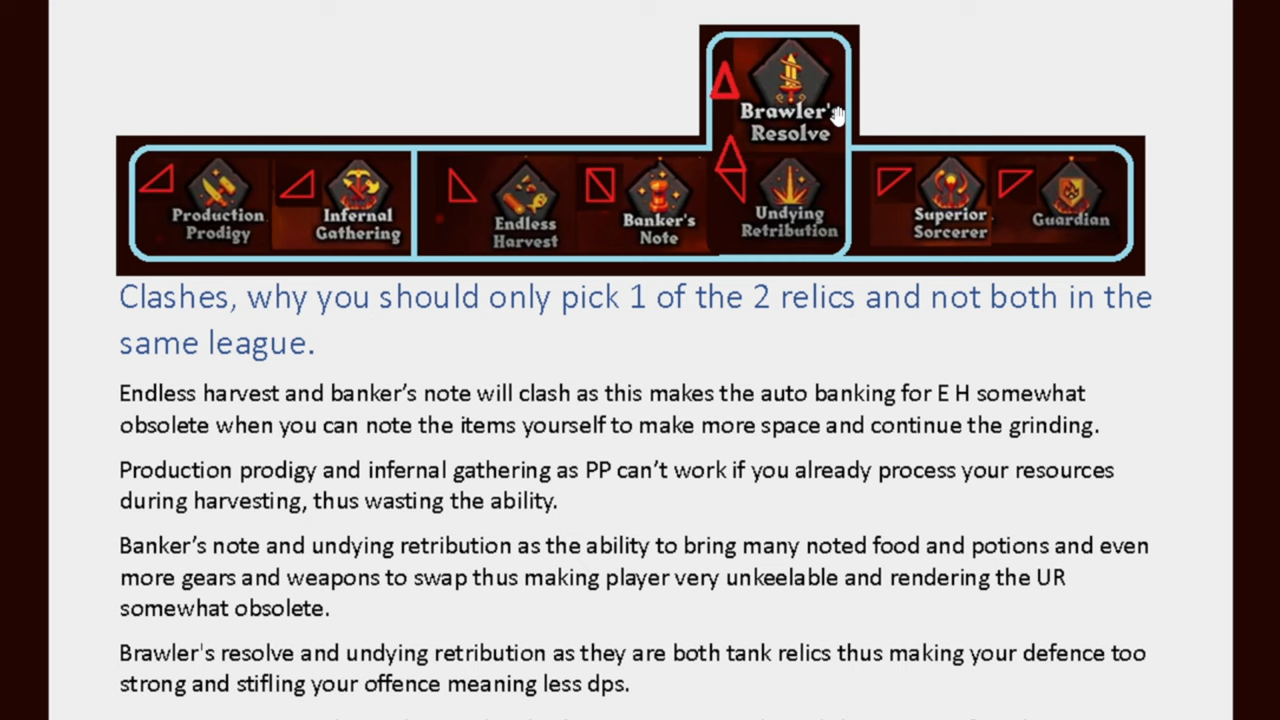 Brawler's
Resolve
Production
Prodigy
Infernal
Gathering
Endless
Harvest
Banker's
Note
Undying
Retribution
Superior
Sorcerer
Guardian
Clashes, why you should only pick 1 of the 2 relics and not both in the
same league.
Endless harvest and banker’s note will clash as this makes the auto banking for E H somewhat
obsolete when you can note the items yourself to make more space and continue the grinding.
Production prodigy and infernal gathering as PP can’t work if you already process your resources
during harvesting, thus wasting the ability.
Banker’s note and undying retribution as the ability to bring many noted food and potions and even
more gears and weapons to swap thus making player very unkeelable and rendering the UR
somewhat obsolete.
Brawler's resolve and undying retribution as they are both tank relics thus making your defence too
strong and stifling your offence meaning less dps.